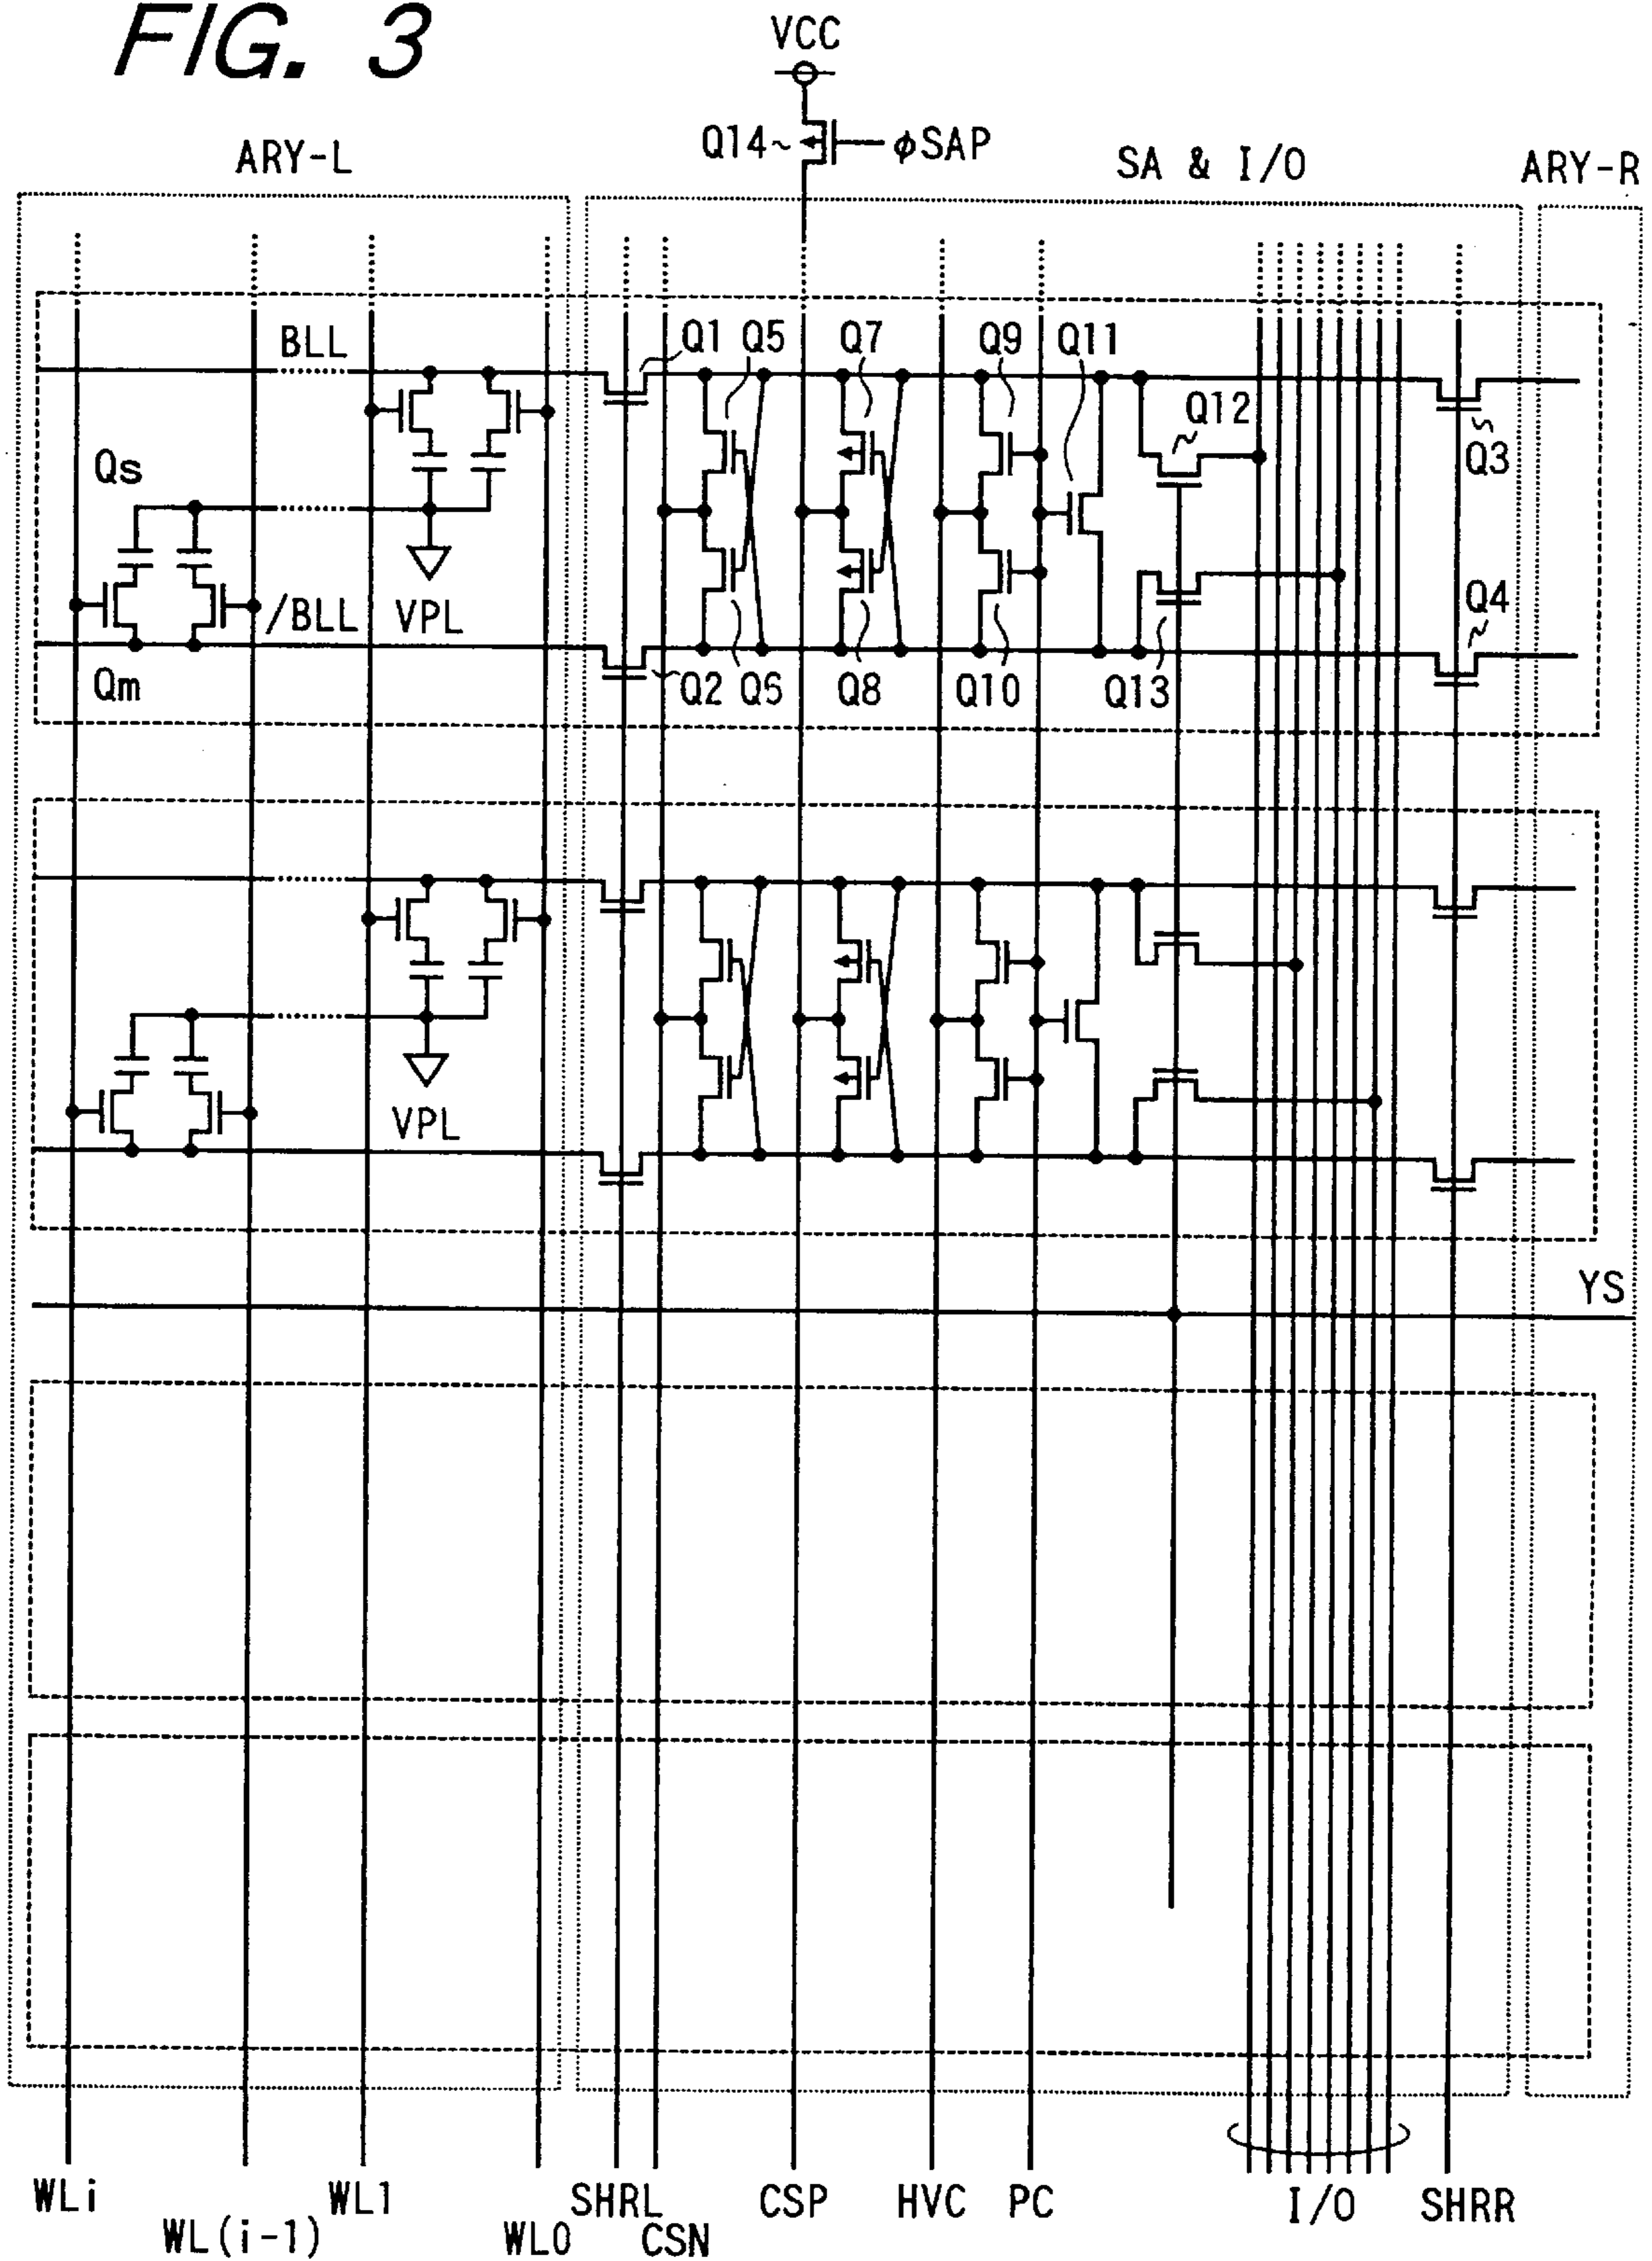 FIG. 3
VCC
Q14 φSAP
ARY-L
SA & I/O
ARY-R
BLL
Q1 Q5 Q7 Q9 Q11
Q12
Q3
Qs
/BLL VPL
Q4
Qm
Q2 Q6 Q8 Q10 Q13
VPL
YS
WLi WL1 SHRL CSP HVC PC I/O SHRR
WL(i-1) WL0 CSN